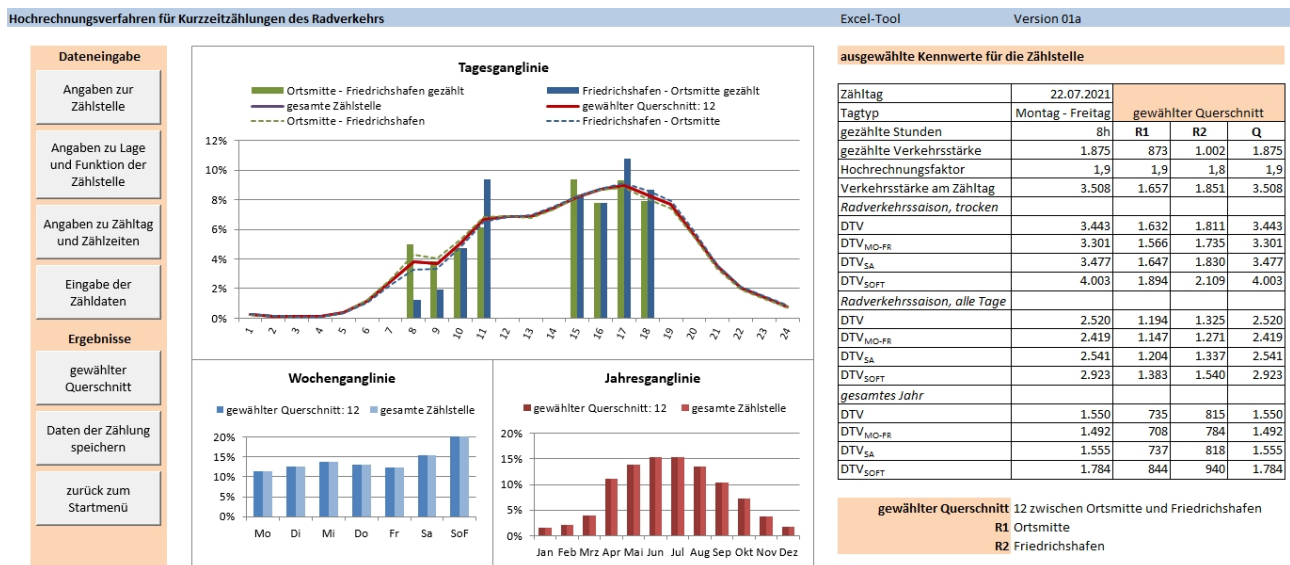 Hochrechnungsverfahren für Kurzzeitzählungen des Radverkehrs Excel-Tool Version 01a
Dateneingabe
Angaben zur
Zählstelle
Angaben zu Lage
und Funktion der
Zählstelle
Angaben zu Zähltag
und Zählzeiten
Eingabe der
Zähldaten
Ergebnisse
gewählter
Querschnitt
Daten der Zählung
speichern
zurück zum
Startmenü
Tagesganglinie
Ortsmitte - Friedrichshafen gezählt Friedrichshafen - Ortsmitte gezählt
gesamte Zählstelle gewählter Querschnitt: 12
Ortsmitte - Friedrichshafen Friedrichshafen - Ortsmitte
12%
10%
8%
6%
4%
2%
0%
1 2 3 4 5 6 7 8 9 10 11 12 13 14 15 16 17 18 19 20 21 22 23 24
Wochenganglinie
gewählter Querschnitt: 12 gesamte Zählstelle
20%
15%
10%
5%
0%
Mo Di Mi Do Fr Sa SoF
Jahresganglinie
gewählter Querschnitt: 12 gesamte Zählstelle
20%
15%
10%
5%
0%
Jan Feb Mrz Apr Mai Jun Jul Aug Sep Okt Nov Dez
ausgewählte Kennwerte für die Zählstelle
Zähltag 22.07.2021
Tagtyp Montag - Freitag gewählter Querschnitt
gezählte Stunden 8h R1 R2 Q
gezählte Verkehrsstärke 1.875 873 1.002 1.875
Hochrechnungsfaktor 1,9 1,9 1,8 1,9
Verkehrsstärke am Zähltag 3.508 1.657 1.851 3.508
Radverkehrssaison, trocken
DTV 3.443 1.632 1.811 3.443
DTVMO-FR 3.301 1.566 1.735 3.301
DTVSA 3.477 1.647 1.830 3.477
DTVSOFT 4.003 1.894 2.109 4.003
Radverkehrssaison, alle Tage
DTV 2.520 1.194 1.325 2.520
DTVMO-FR 2.419 1.147 1.271 2.419
DTVSA 2.541 1.204 1.337 2.541
DTVSOFT 2.923 1.383 1.540 2.923
gesamtes Jahr
DTV 1.550 735 815 1.550
DTVMO-FR 1.492 708 784 1.492
DTVSA 1.555 737 818 1.555
DTVSOFT 1.784 844 940 1.784
gewählter Querschnitt 12 zwischen Ortsmitte und Friedrichshafen
R1 Ortsmitte
R2 Friedrichshafen